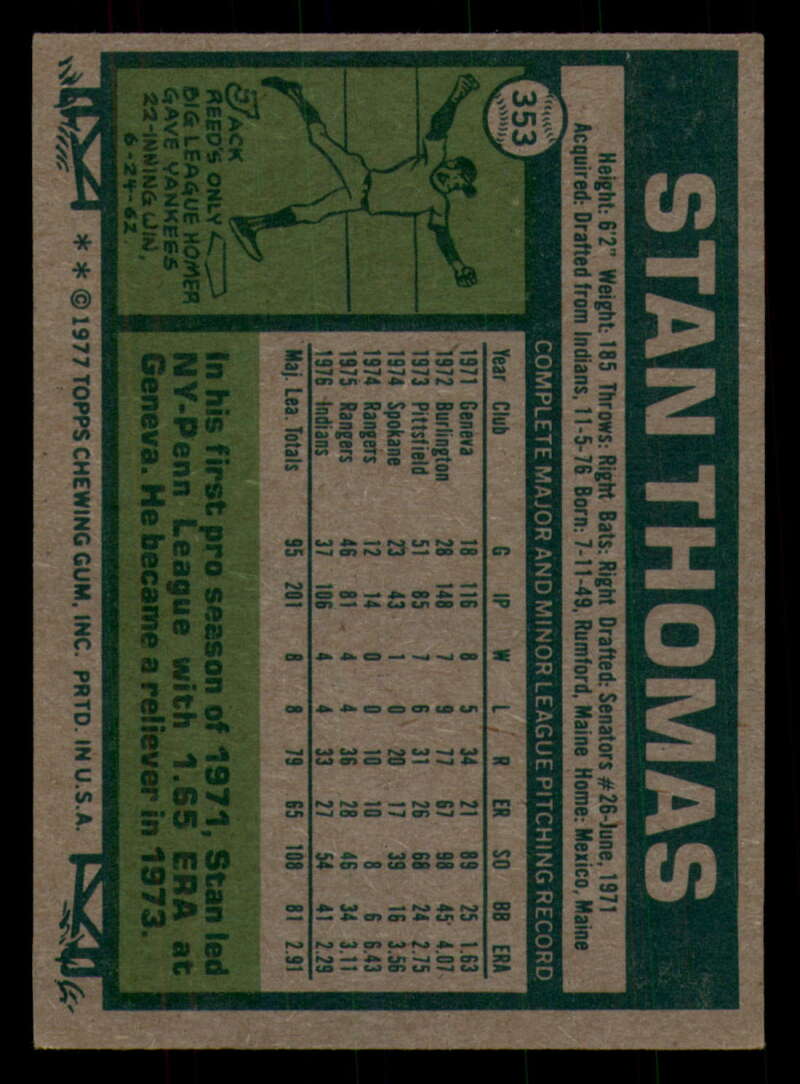 STAN THOMAS
353
Height: 6'2" Weight: 185 Throws: Right Bats: Right Drafted: Senators #26-June, 1971
Acquired: Drafted from Indians, 11-5-76 Born: 7-11-49, Rumford, Maine Home: Mexico, Maine
COMPLETE MAJOR AND MINOR LEAGUE PITCHING RECORD
Year Club G IP W L R ER SO BB ERA
1971 Geneva 18 116 8 5 34 21 89 25 1.63
1972 Burlington 28 148 7 9 77 67 98 45 4.07
1973 Pittsfield 51 85 7 6 31 26 68 24 2.75
1974 Spokane 23 43 1 0 20 17 39 16 3.56
1974 Rangers 12 14 0 0 10 10 8 6 6.43
1975 Rangers 46 81 4 4 36 28 46 34 3.11
1976 Indians 37 106 4 4 33 27 54 41 2.29
Maj. Lea. Totals 95 201 8 8 79 65 108 81 2.91
JACK
REED'S ONLY
BIG LEAGUE HOMER
GAVE YANKEES
22-INNING WIN,
6-24-62.
In his first pro season of 1971, Stan led
NY-Penn League with 1.65 ERA at
Geneva. He became a reliever in 1973.
* * © 1977 TOPPS CHEWING GUM, INC. PRTD. IN U.S.A.